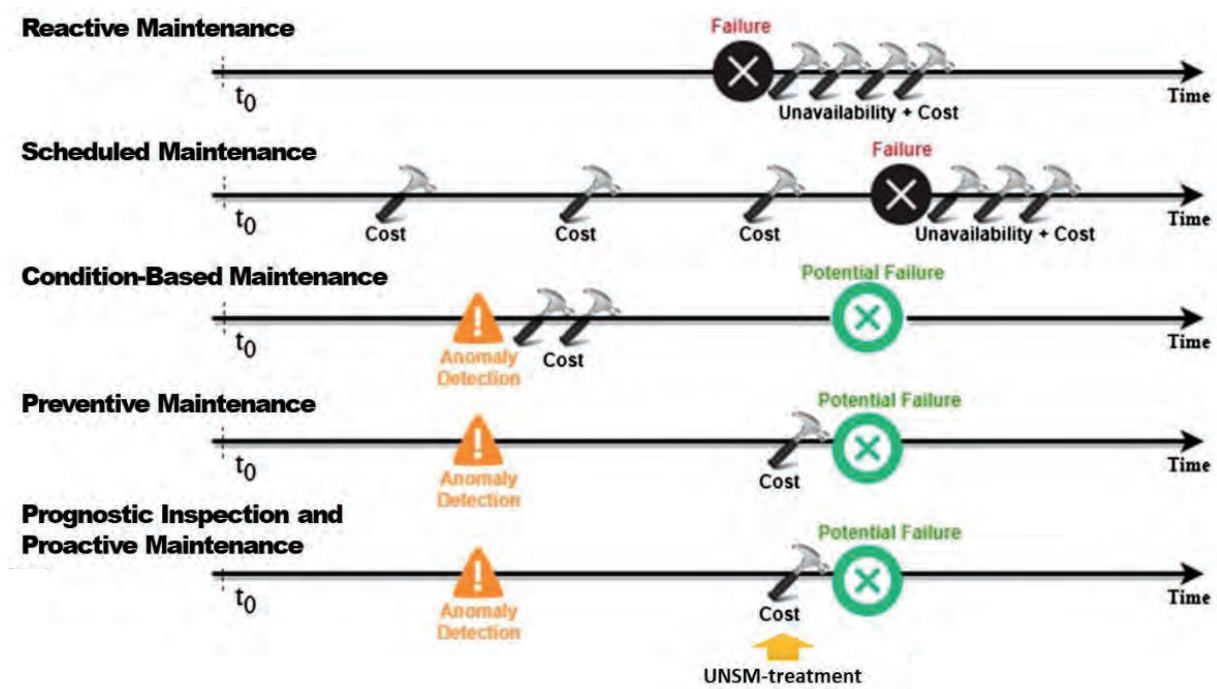 Reactive Maintenance
Failure
t0
Unavailability + Cost
Time
Scheduled Maintenance
Failure
t0
Cost
Cost
Cost
Unavailability + Cost
Time
Condition-Based Maintenance
Potential Failure
t0
Anomaly
Detection
Cost
Time
Preventive Maintenance
Potential Failure
t0
Anomaly
Detection
Cost
Time
Prognostic Inspection and
Proactive Maintenance
Potential Failure
t0
Anomaly
Detection
Cost
Time
UNSM-treatment